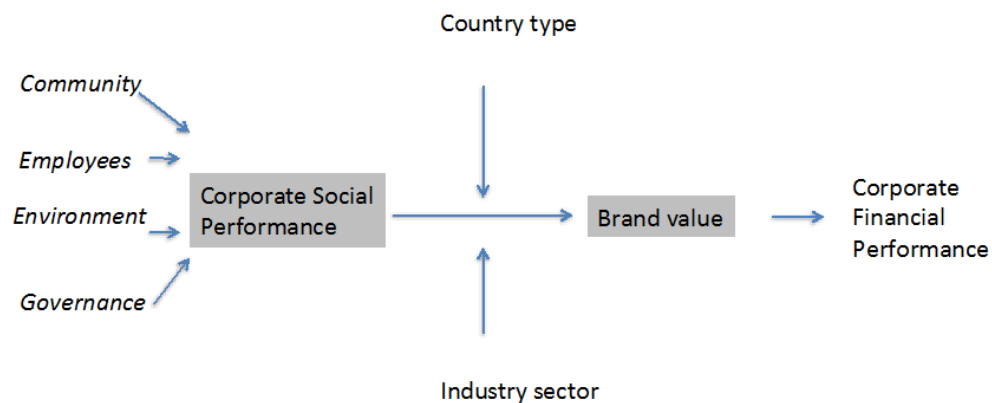 Country type
Community
Employees
Environment
Governance
Corporate Social
Performance
Brand value
Corporate
Financial
Performance
Industry sector